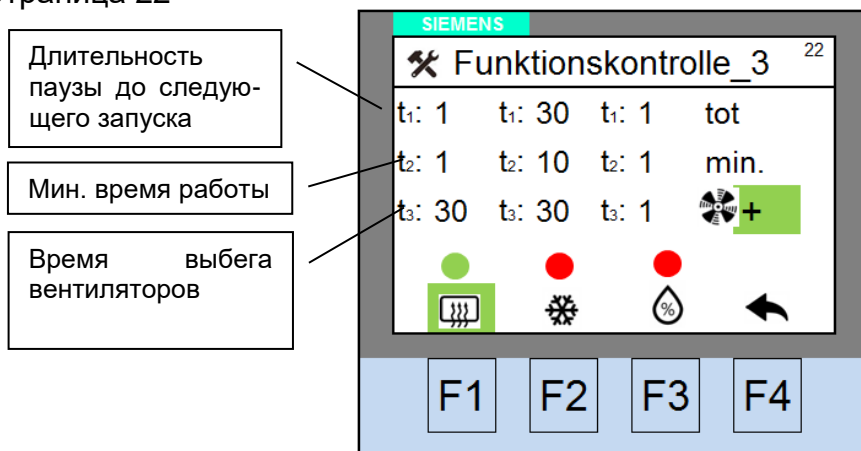 Страница 22
SIEMENS
Funktionskontrolle_3 22
Длительность
паузы до следую-
щего запуска
t1: 1 t1: 30 t1: 1 tot
Мин. время работы
t2: 1 t2: 10 t2: 1 min.
Время выбега
вентиляторов
t3: 30 t3: 30 t3: 1 +
%
F1 F2 F3 F4